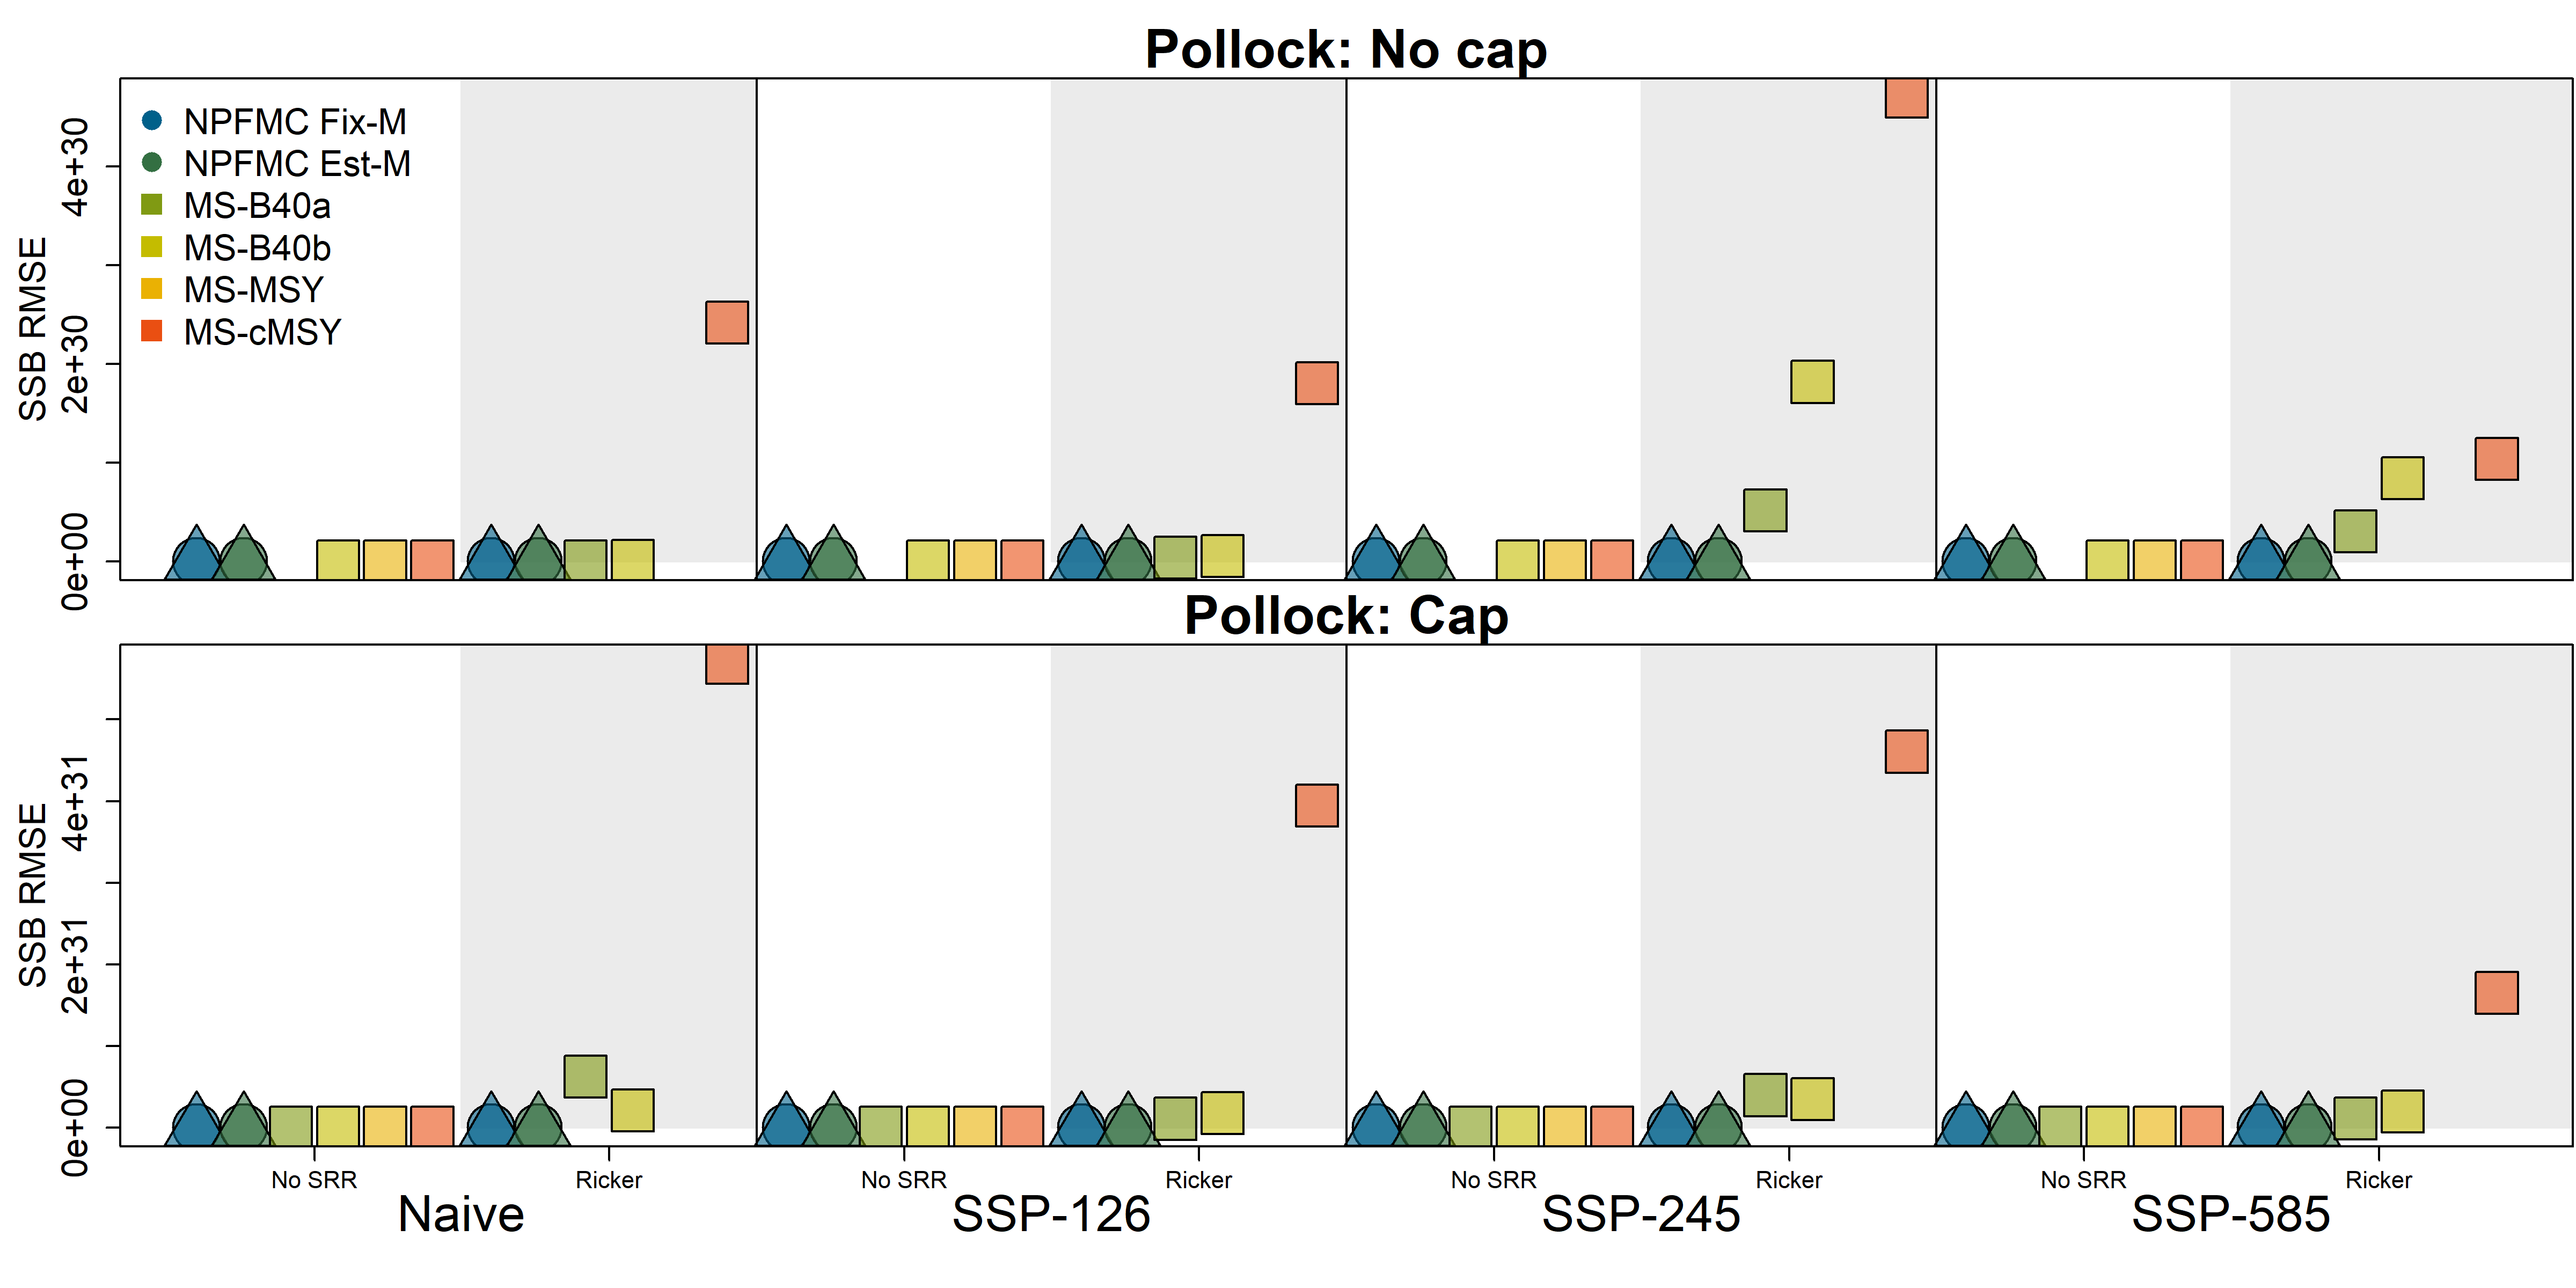 Pollock: No cap
SSB RMSE
4e+30
2e+30
0e+00
NPFMC Fix-M
NPFMC Est-M
MS-B40a
MS-B40b
MS-MSY
MS-cMSY
Pollock: Cap
SSB RMSE
4e+31
2e+31
0e+00
No SRR
Ricker
No SRR
Ricker
No SRR
Ricker
No SRR
Ricker
Naive
SSP-126
SSP-245
SSP-585